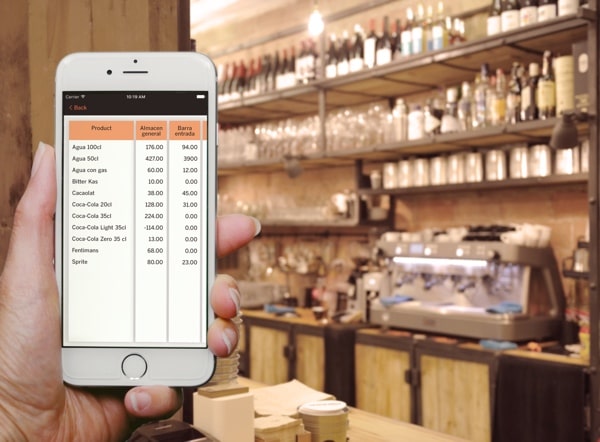 Carrier 10:19 AM
< Back
Product Almacen general Barra entrada
Agua 100cl 176.00 94.00
Agua 50cl 427.00 3900
Agua con gas 60.00 12.00
Bitter Kas 10.00 0.00
Cacaolat 38.00 45.00
Coca-Cola 20cl 128.00 31.00
Coca-Cola 35cl 224.00 0.00
Coca-Cola Light 35cl -114.00 0.00
Coca-Cola Zero 35 cl 13.00 0.00
Fentimans 68.00 0.00
Sprite 80.00 23.00